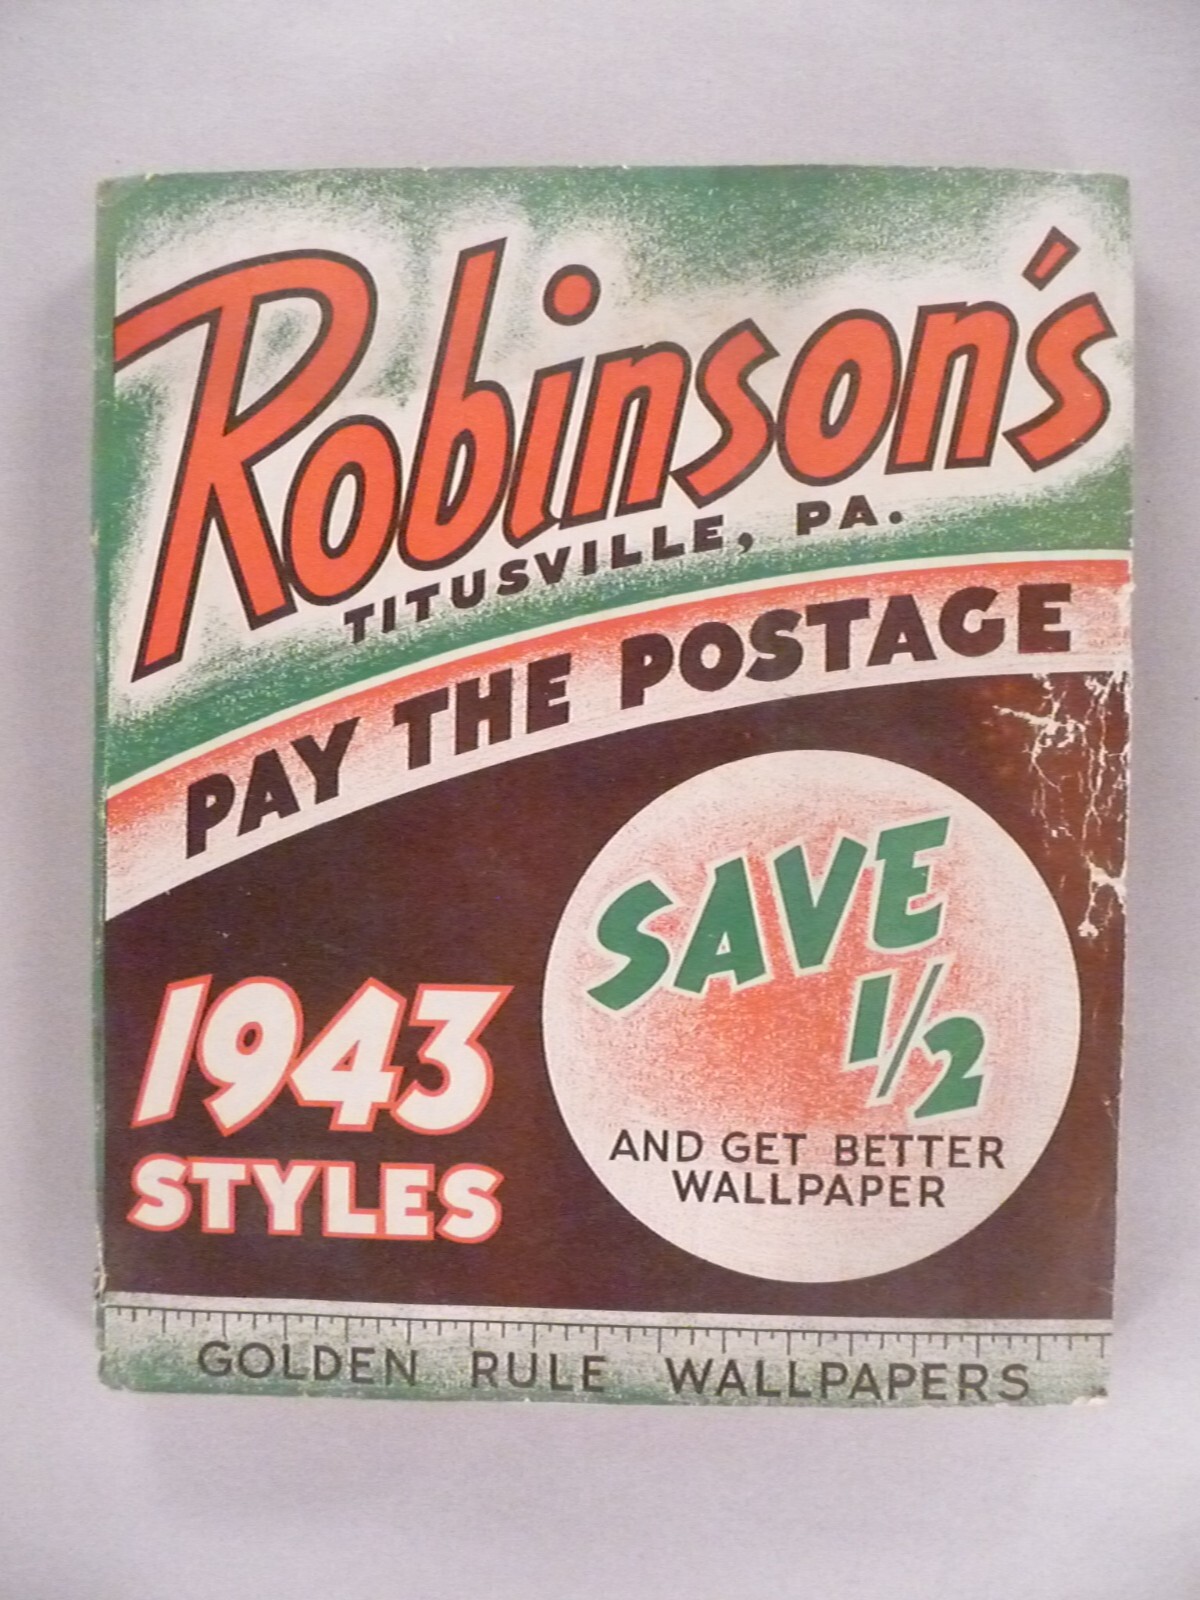 Robinson's
TITUSVILLE, PA.
PAY THE POSTAGE
SAVE
1/2
AND GET BETTER
WALLPAPER
1943
STYLES
GOLDEN RULE WALLPAPERS